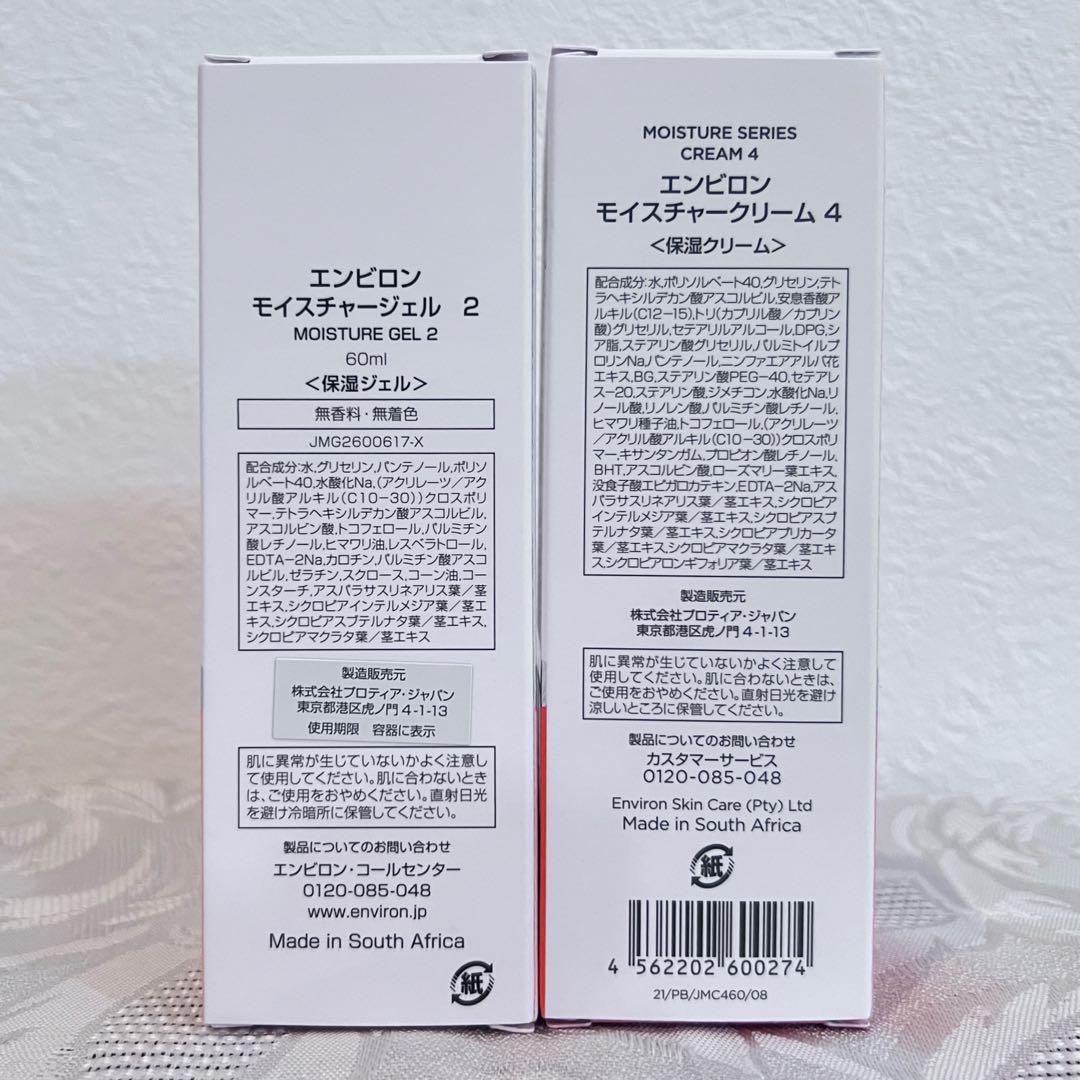 エンビロン
モイスチャージェル 2
MOISTURE GEL 2
60ml
<保湿ジェル>
無香料・無着色
JMG2600617-X
配合成分:水,グリセリン,パンテノール,ポリソ
ルベート40,水酸化Na,(アクリレーツ/アク
リル酸アルキル(C10-30))クロスポリ
マー,テトラヘキシルデカン酸アスコルビル,
アスコルビン酸,トコフェロール,パルミチン
酸レチノール,ヒマワリ油,レスベラトロール,
EDTA-2Na,カロチン,パルミチン酸アスコ
ルビル,ゼラチン,スクロース,コーン油,コー
ンスターチ,アスパラサスリネアリス葉/茎
エキス,シクロピアインテルメジア葉/茎エキ
ス,シクロピアスブテルナタ葉/茎エキス,
シクロピアマクラタ葉/茎エキス
製造販売元
株式会社プロティア・ジャパン
東京都港区虎ノ門4-1-13
使用期限 容器に表示
肌に異常が生じていないかよく注意し
て使用してください。肌に合わないとき
は、ご使用をおやめください。直射日光
を避け冷暗所に保管してください。
製品についてのお問い合わせ
エンビロン・コールセンター
0120-085-048
www.environ.jp
Made in South Africa
紙
MOISTURE SERIES
CREAM 4
エンビロン
モイスチャークリーム 4
<保湿クリーム>
配合成分:水,ポリソルベート40,グリセリン,テト
ラヘキシルデカン酸アスコルビル,安息香酸ア
ルキル(C12-15),トリ(カプリル酸/カプリン
酸)グリセリル,セテアリルアルコール,DPG,シ
ア脂,ステアリン酸グリセリル,パルミトイルプ
ロリンNa,パンテノール,ニンファエアアルバ花
エキス,BG,ステアリン酸PEG-40,セテアレ
ス-20,ステアリン酸,ジメチコン,水酸化Na,リ
ノール酸,リノレン酸,パルミチン酸レチノール,
ヒマワリ種子油,トコフェロール,(アクリレーツ
/アクリル酸アルキル(C10-30))クロスポリ
マー,キサンタンガム,プロピオン酸レチノール,
BHT,アスコルビン酸,ローズマリー葉エキス,
没食子酸エピガロカテキン,EDTA-2Na,アス
パラサスリネアリス葉/茎エキス,シクロピア
インテルメジア葉/茎エキス,シクロピアスブ
テルナタ葉/茎エキス,シクロピアプリカータ
葉/茎エキス,シクロピアマクラタ葉/茎エキ
ス,シクロピアロンギフォリア葉/茎エキス
製造販売元
株式会社プロティア・ジャパン
東京都港区虎ノ門4-1-13
肌に異常が生じていないかよく注意して
使用してください。肌に合わないときは、
ご使用をおやめください。直射日光を避け
涼しいところに保管してください。
製品についてのお問い合わせ
カスタマーサービス
0120-085-048
Environ Skin Care (Pty) Ltd
Made in South Africa
紙
4 562202 600274
21/PB/JMC460/08